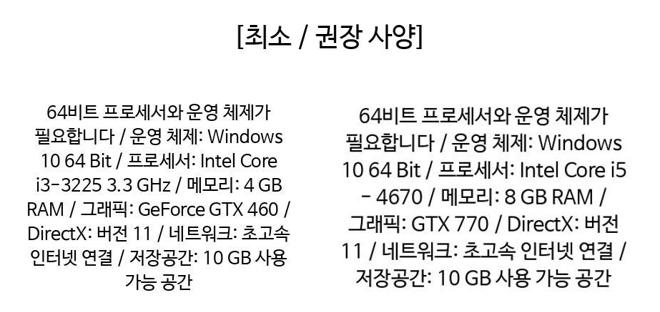 [최소 / 권장 사양]
64비트 프로세서와 운영 체제가
필요합니다 / 운영 체제: Windows
10 64 Bit / 프로세서: Intel Core
i3-3225 3.3 GHz / 메모리: 4 GB
RAM / 그래픽: GeForce GTX 460 /
DirectX: 버전 11 / 네트워크: 초고속
인터넷 연결 / 저장공간: 10 GB 사용
가능 공간
64비트 프로세서와 운영 체제가
필요합니다 / 운영 체제: Windows
10 64 Bit / 프로세서: Intel Core i5
- 4670 / 메모리: 8 GB RAM /
그래픽: GTX 770 / DirectX: 버전
11 / 네트워크: 초고속 인터넷 연결 /
저장공간: 10 GB 사용 가능 공간